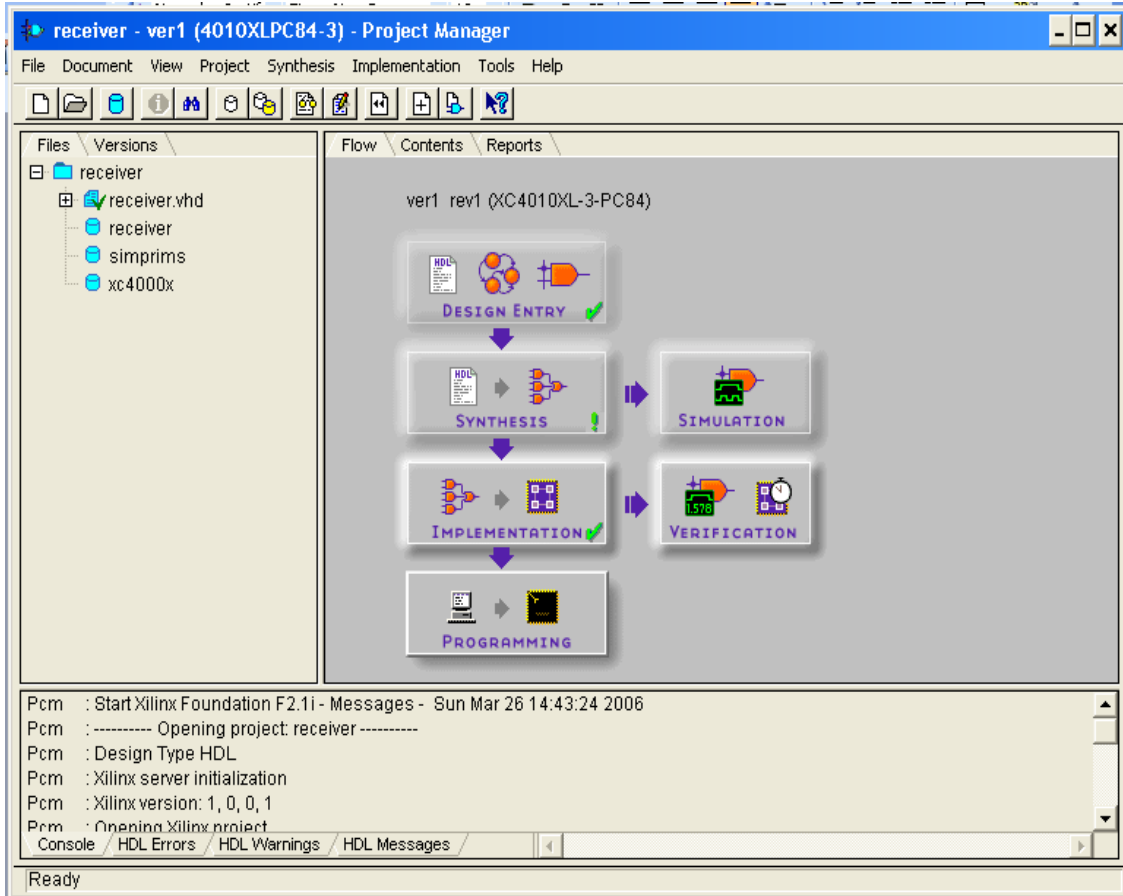 receiver - ver1 (4010XLPC84-3) - Project Manager
File Document View Project Synthesis Implementation Tools Help
Files Versions
Flow Contents Reports
receiver
receiver.vhd
receiver
simprims
xc4000x
ver1 rev1 (XC4010XL-3-PC84)
HDL
DESIGN ENTRY
HDL
SYNTHESIS
SIMULATION
IMPLEMENTATION
1.578
VERIFICATION
PROGRAMMING
Pcm : Start Xilinx Foundation F2.1i - Messages - Sun Mar 26 14:43:24 2006
Pcm : ---------- Opening project: receiver ----------
Pcm : Design Type HDL
Pcm : Xilinx server initialization
Pcm : Xilinx version: 1, 0, 0, 1
Pcm : Opening Xilinx project
Console HDL Errors HDL Warnings HDL Messages
Ready